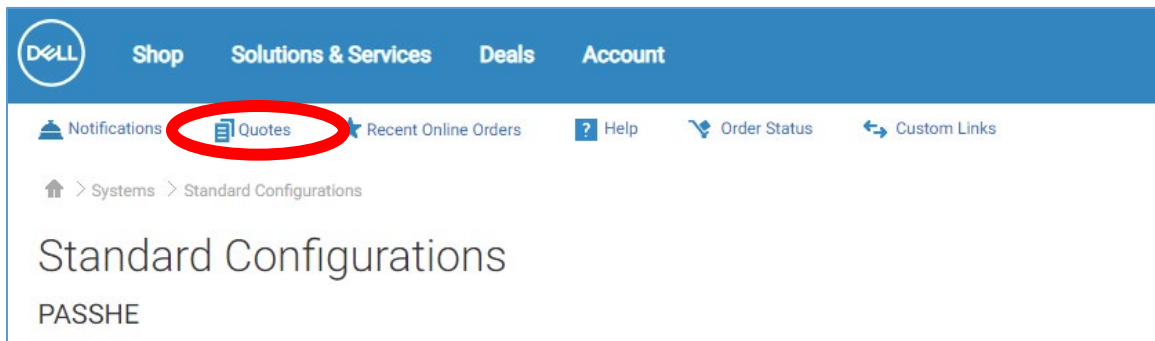 DELL Shop Solutions & Services Deals Account
Notifications Quotes Recent Online Orders ? Help Order Status Custom Links
> Systems > Standard Configurations
Standard Configurations
PASSHE